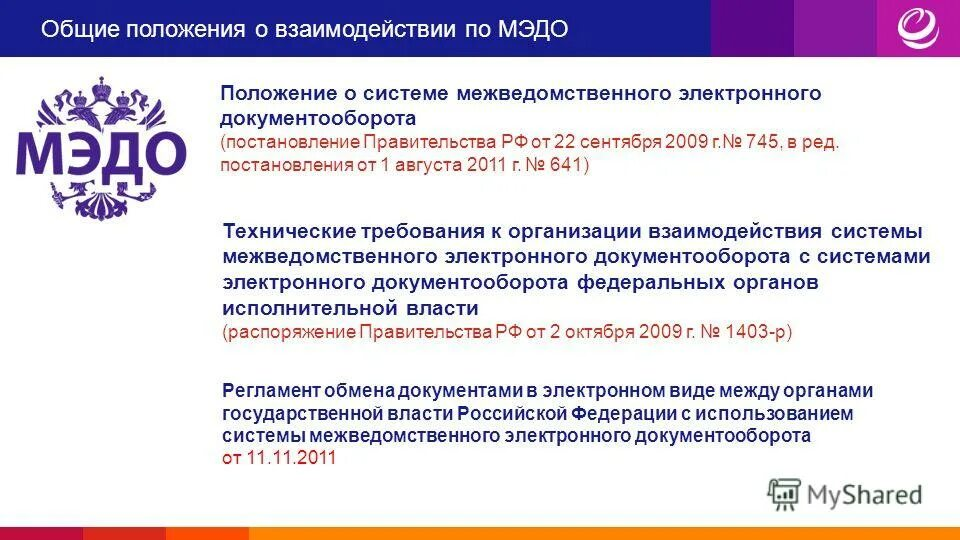 Общие положения о взаимодействии по МЭДО
МЭДО
Положение о системе межведомственного электронного
документооборота
(постановление Правительства РФ от 22 сентября 2009 г.№ 745, в ред.
постановления от 1 августа 2011 г. № 641)
Технические требования к организации взаимодействия системы
межведомственного электронного документооборота с системами
электронного документооборота федеральных органов
исполнительной власти
(распоряжение Правительства РФ от 2 октября 2009 г. № 1403-р)
Регламент обмена документами в электронном виде между органами
государственной власти Российской Федерации с использованием
системы межведомственного электронного документооборота
от 11.11.2011
MyShared